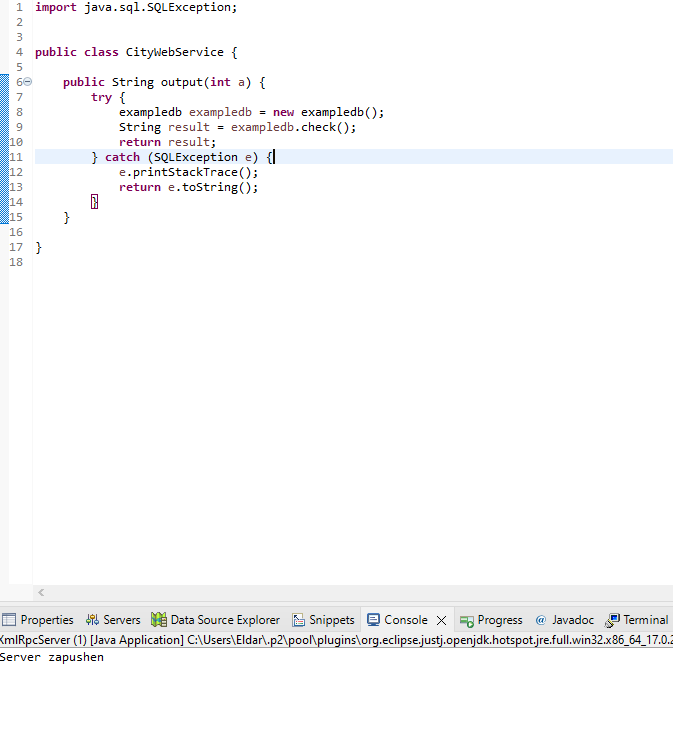 1 import java.sql.SQLException;
2
3
4 public class CityWebService {
5
6 public String output(int a) {
7 try {
8 exampledb exampledb = new exampledb();
9 String result = exampledb.check();
10 return result;
11 } catch (SQLException e) {
12 e.printStackTrace();
13 return e.toString();
14 }
15 }
16
17 }
18
Properties Servers Data Source Explorer Snippets Console Progress @ Javadoc Terminal
XmlRpcServer (1) [Java Application] C:\Users\Eldar\.p2\pool\plugins\org.eclipse.justj.openjdk.hotspot.jre.full.win32.x86_64_17.0.2
Server zapushen